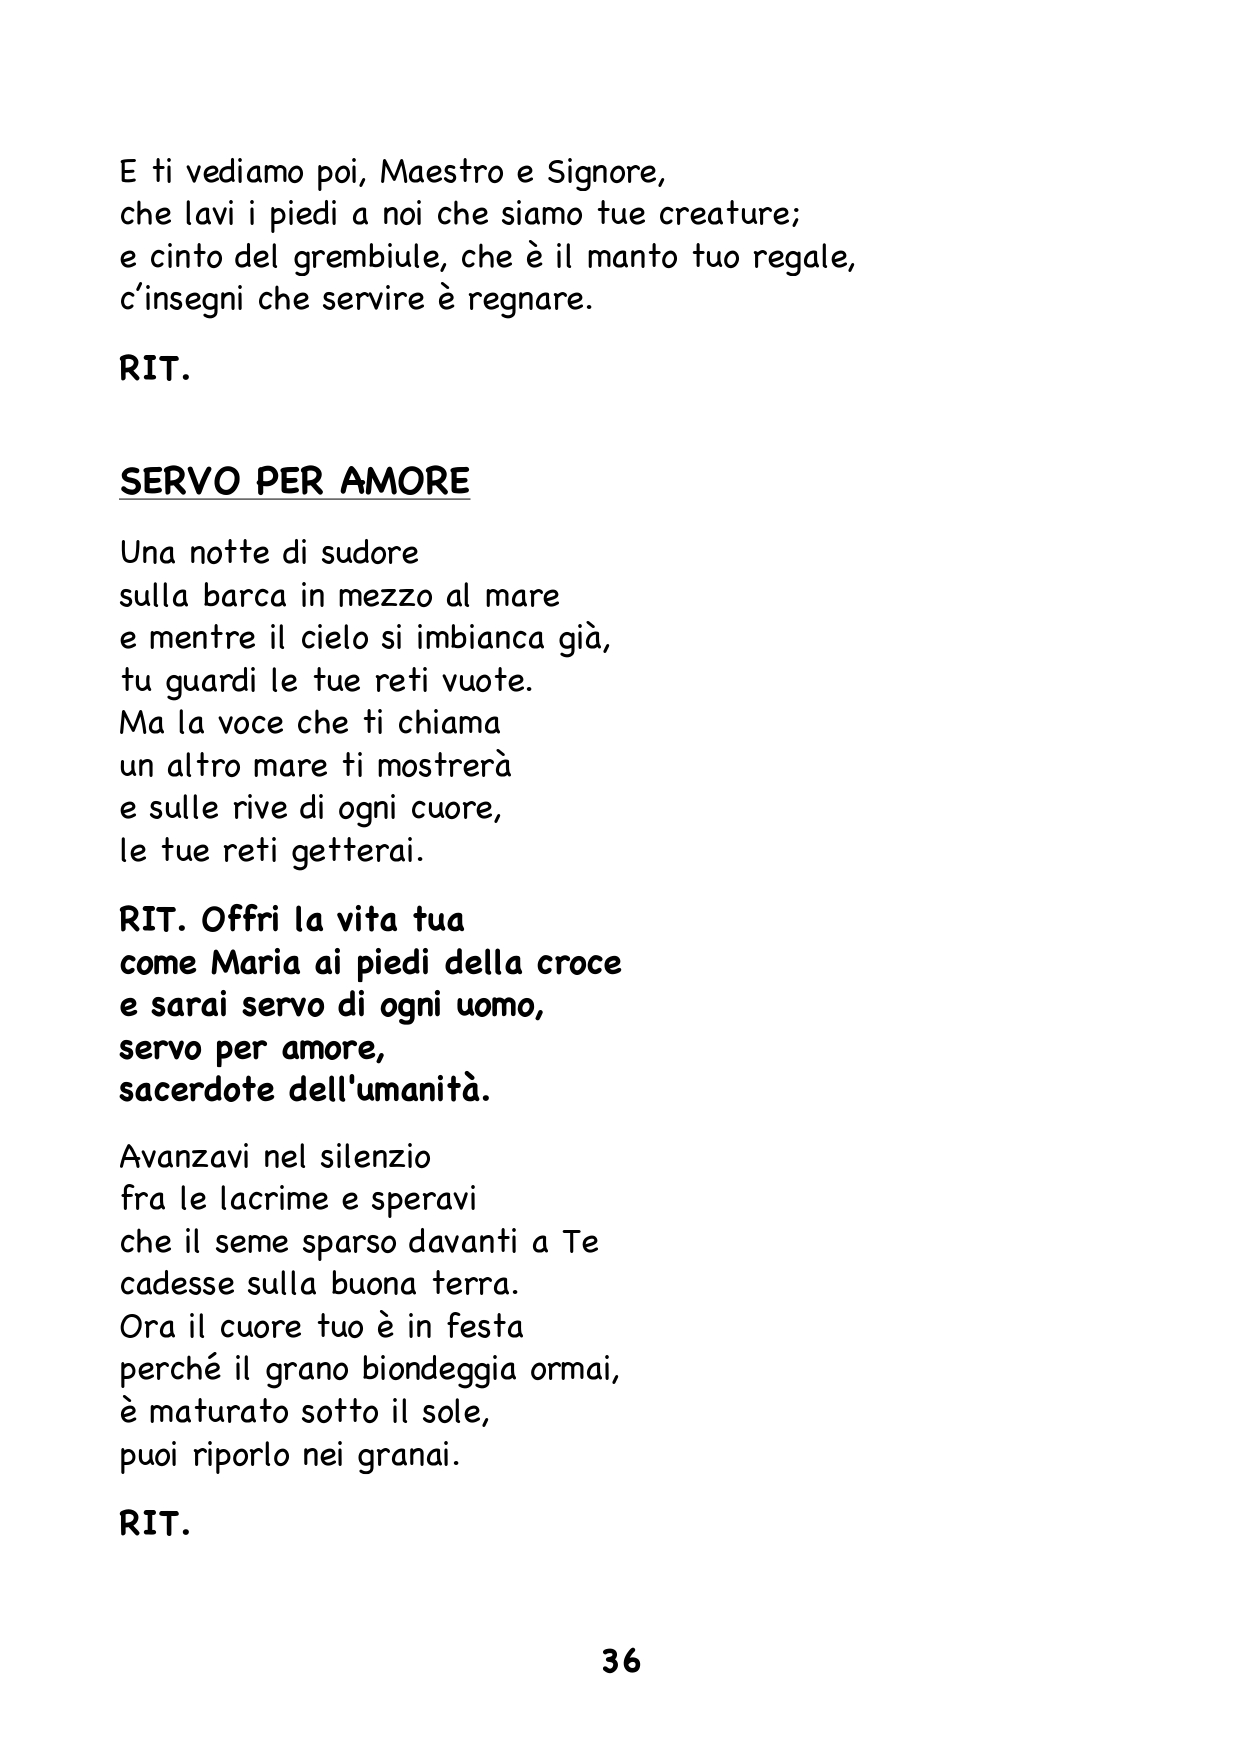 E ti vediamo poi, Maestro e Signore,
che lavi i piedi a noi che siamo tue creature;
e cinto del grembiule, che è il manto tuo regale,
c’insegni che servire è regnare.
RIT.
SERVO PER AMORE
Una notte di sudore
sulla barca in mezzo al mare
e mentre il cielo si imbianca già,
tu guardi le tue reti vuote.
Ma la voce che ti chiama
un altro mare ti mostrerà
e sulle rive di ogni cuore,
le tue reti getterai.
RIT. Offri la vita tua
come Maria ai piedi della croce
e sarai servo di ogni uomo,
servo per amore,
sacerdote dell'umanità.
Avanzavi nel silenzio
fra le lacrime e speravi
che il seme sparso davanti a Te
cadesse sulla buona terra.
Ora il cuore tuo è in festa
perché il grano biondeggia ormai,
è maturato sotto il sole,
puoi riporlo nei granai.
RIT.
36